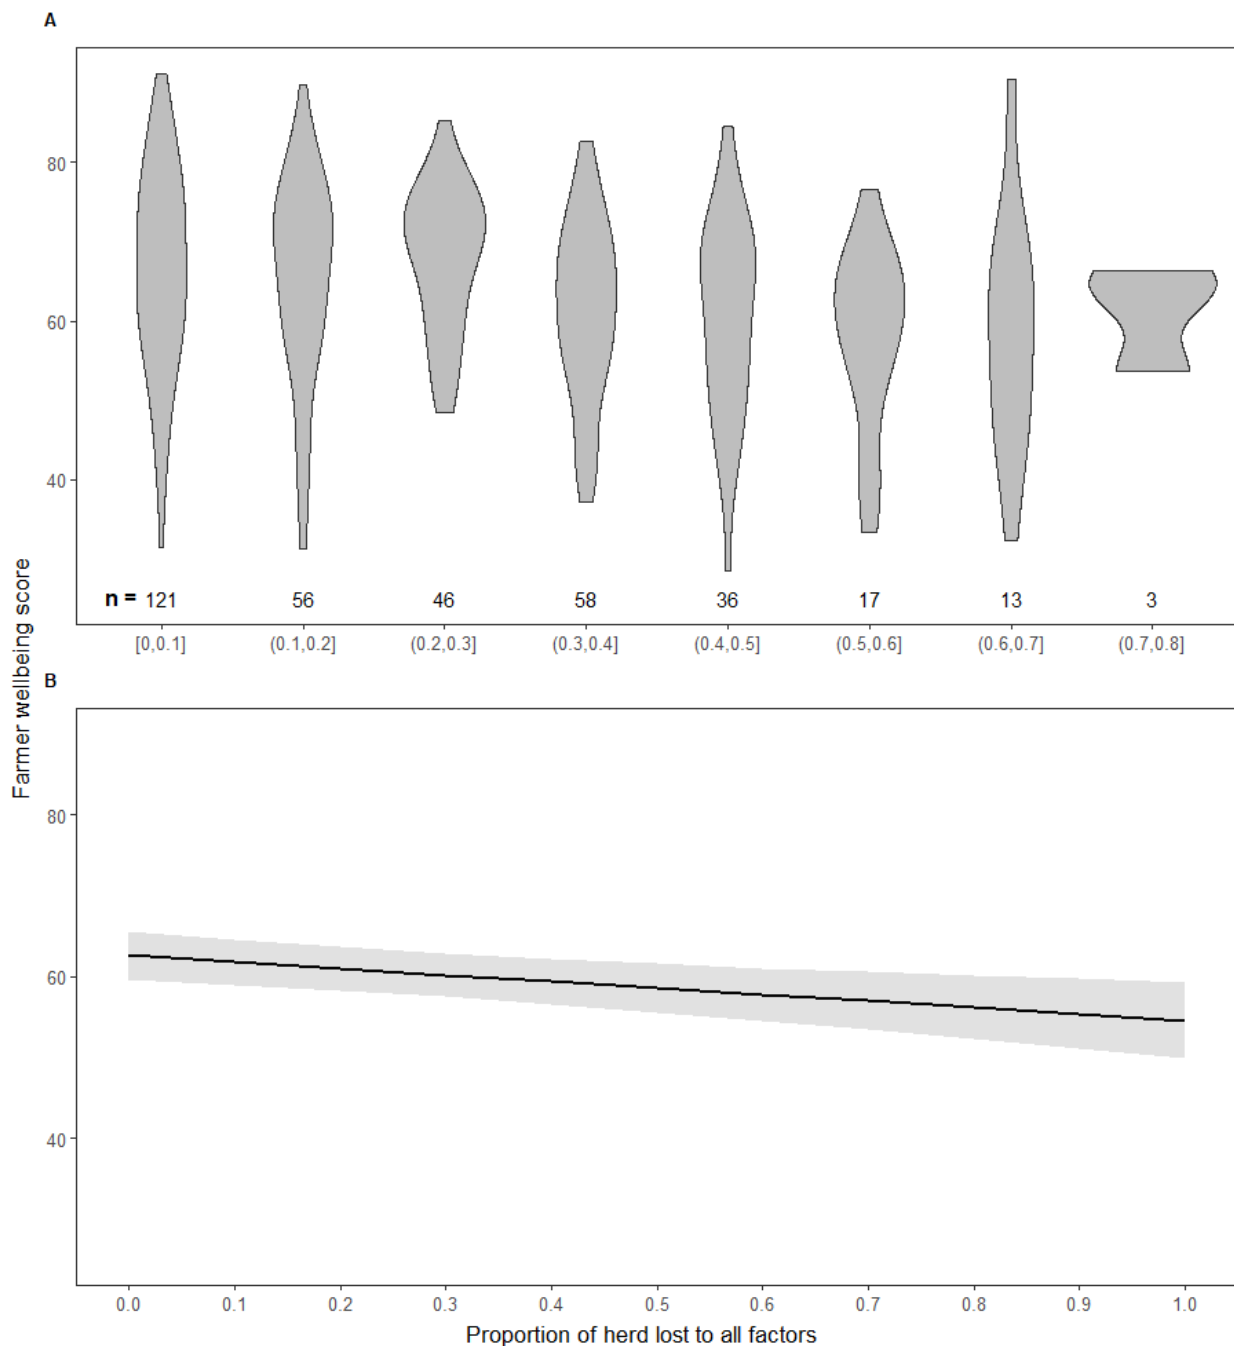 A
80
60
40
n = 121 56 46 58 36 17 13 3
[0,0.1] (0.1,0.2] (0.2,0.3] (0.3,0.4] (0.4,0.5] (0.5,0.6] (0.6,0.7] (0.7,0.8]
Farmer wellbeing score
B
80
60
40
0.0 0.1 0.2 0.3 0.4 0.5 0.6 0.7 0.8 0.9 1.0
Proportion of herd lost to all factors